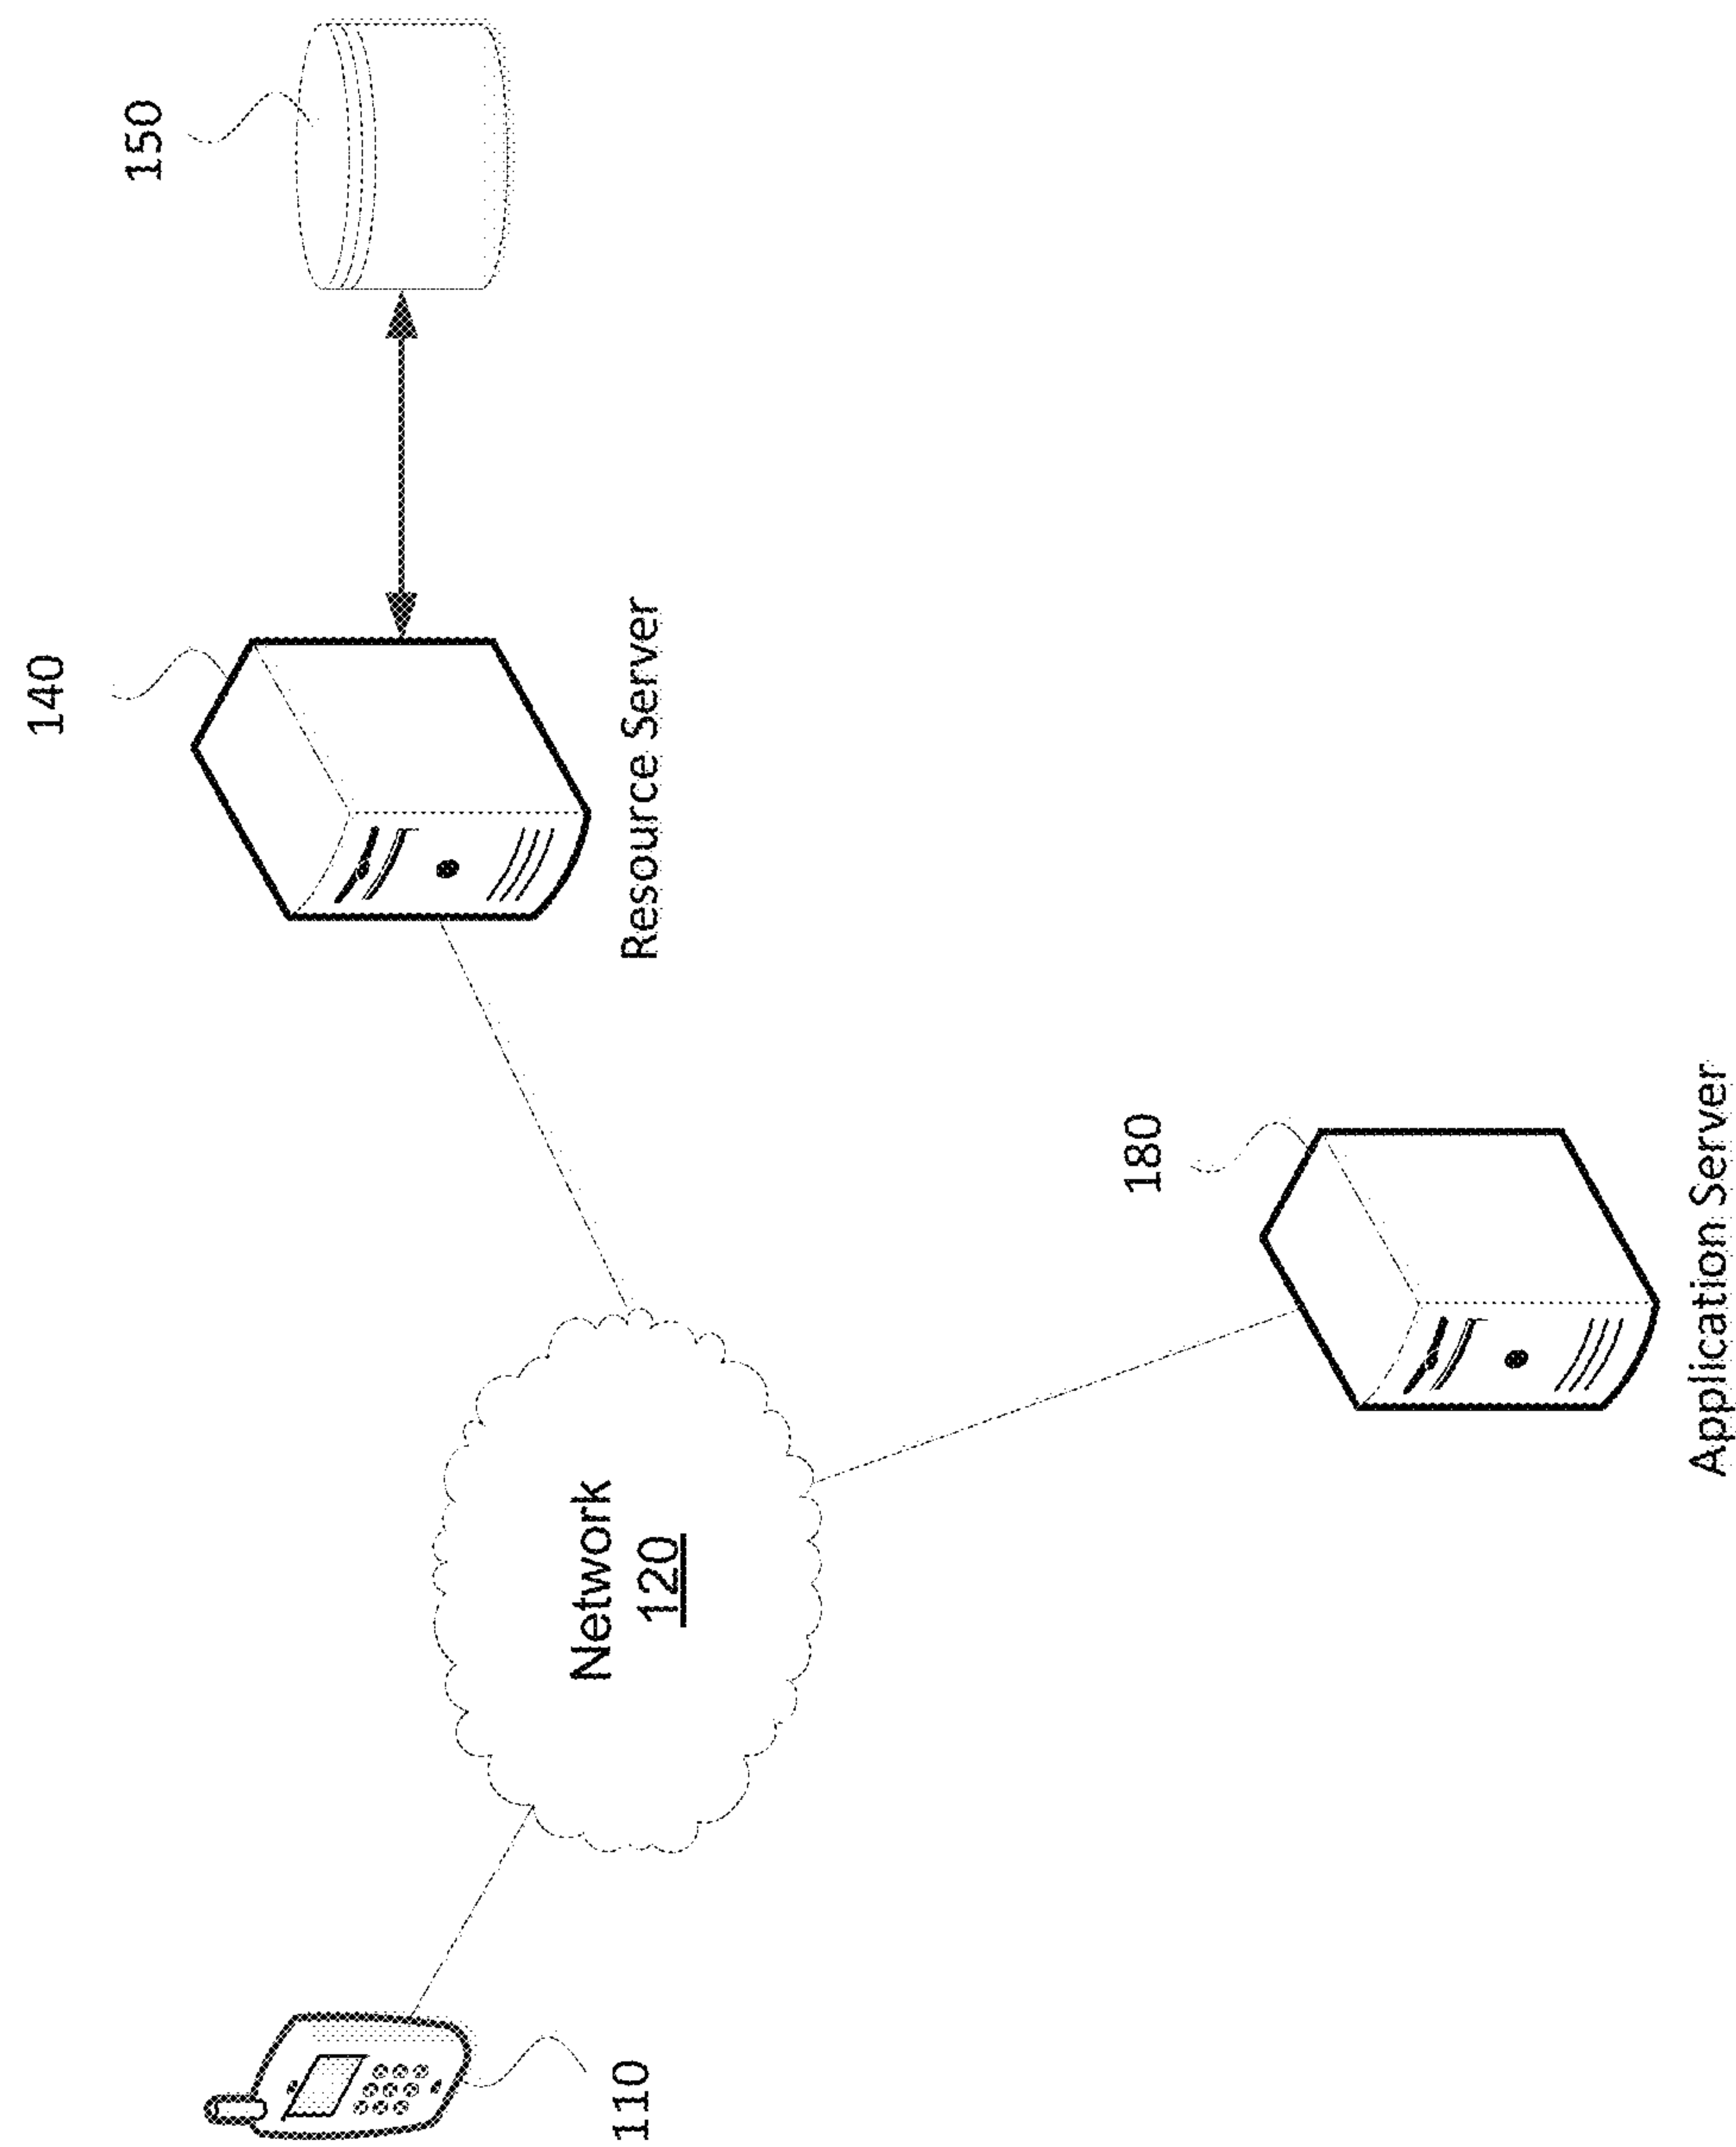 110
Network
120
140
Resource Server
150
180
Application Server